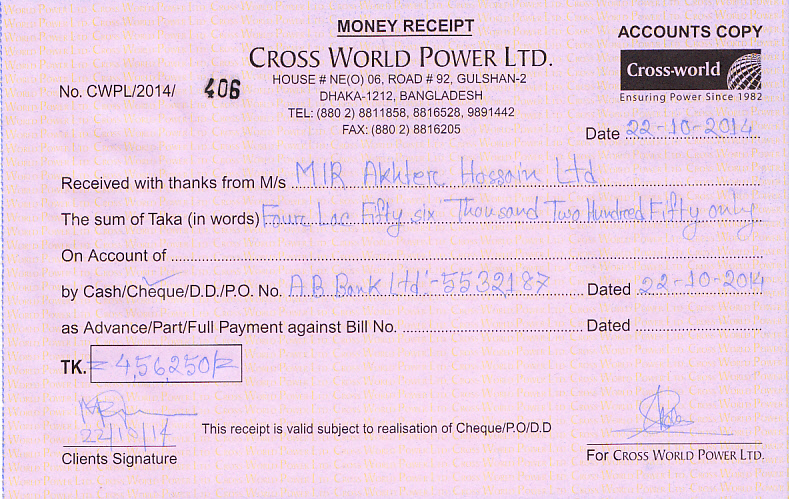 MONEY RECEIPT
ACCOUNTS COPY
CROSS WORLD POWER LTD.
Cross-world
Ensuring Power Since 1982
HOUSE # NE(O) 06, ROAD # 92, GULSHAN-2
No. CWPL/2014/ 406
DHAKA-1212, BANGLADESH
TEL: (880 2) 8811858, 8816528, 9891442
FAX: (880 2) 8816205
Date 22-10-2014
Received with thanks from M/s MIR Akhter Hossain Ltd
The sum of Taka (in words) Four Lac Fifty six Thousand Two Hundred Fifty only
On Account of
by Cash/Cheque/D.D./P.O. No. A.B Bank Ltd.-5532187 Dated 22-10-2014
as Advance/Part/Full Payment against Bill No. Dated
TK. = 4,56,250/=
22/10/14
This receipt is valid subject to realisation of Cheque/P.O/D.D
Clients Signature
For CROSS WORLD POWER LTD.